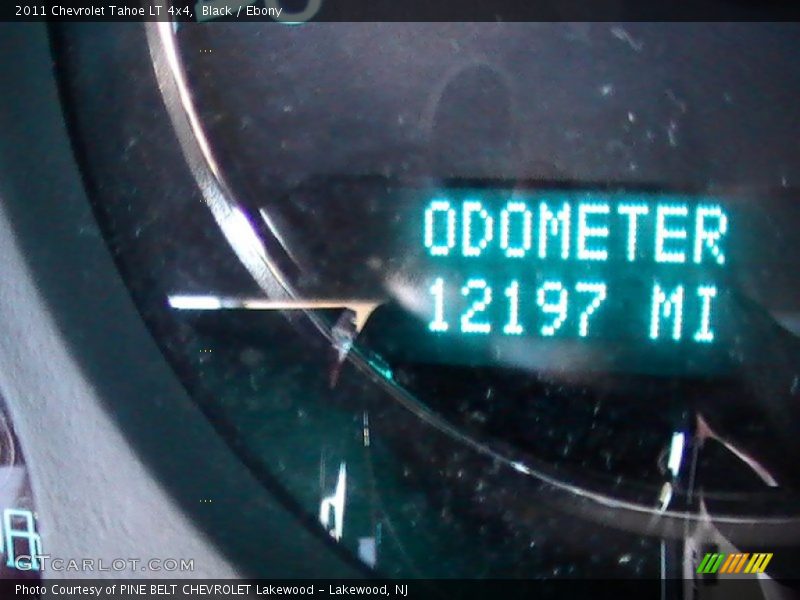 2011 Chevrolet Tahoe LT 4x4, Black / Ebony
ODOMETER
12197 MI
GTCARLOT.COM
Photo Courtesy of PINE BELT CHEVROLET Lakewood - Lakewood, NJ